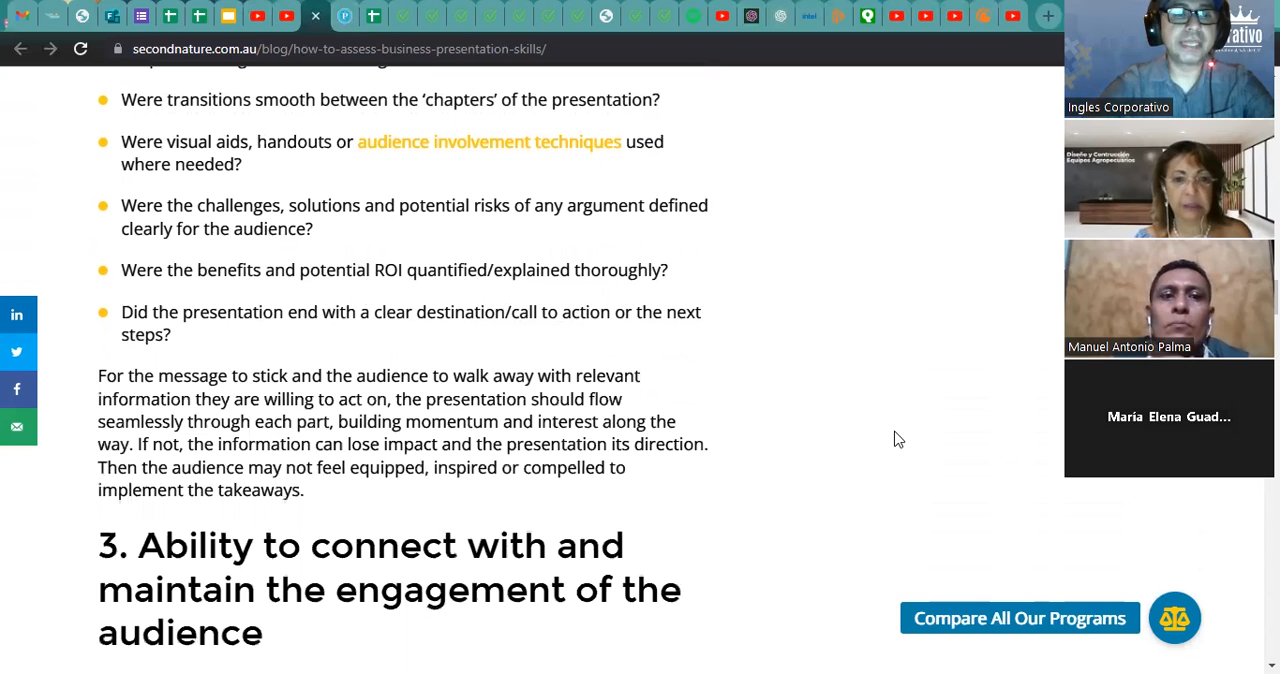 intel
secondnature.com.au/blog/how-to-assess-business-presentation-skills/
Were transitions smooth between the ‘chapters’ of the presentation?
Were visual aids, handouts or audience involvement techniques used
where needed?
Were the challenges, solutions and potential risks of any argument defined
clearly for the audience?
Were the benefits and potential ROI quantified/explained thoroughly?
Did the presentation end with a clear destination/call to action or the next
steps?
For the message to stick and the audience to walk away with relevant
information they are willing to act on, the presentation should flow
seamlessly through each part, building momentum and interest along the
way. If not, the information can lose impact and the presentation its direction.
Then the audience may not feel equipped, inspired or compelled to
implement the takeaways.
3. Ability to connect with and
maintain the engagement of the
audience
Compare All Our Programs
Ingles Corporativo
Diseño y Contrucción
Equipos Agropecuarios
Manuel Antonio Palma
María Elena Guad...